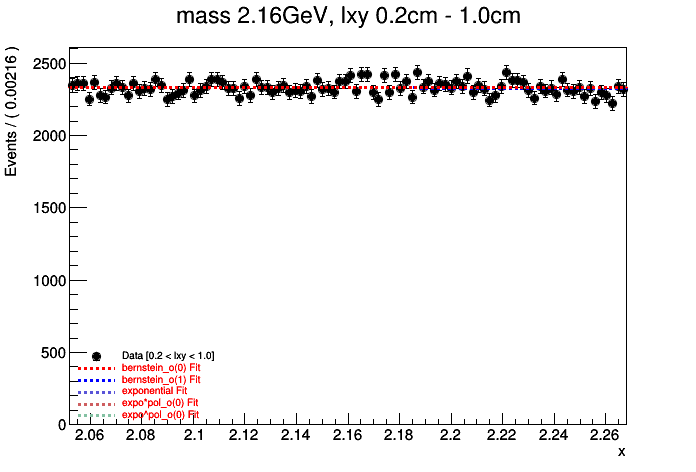 mass 2.16GeV, lxy 0.2cm - 1.0cm
Events / ( 0.00216 )
2500
2000
1500
1000
500
0
Data [0.2 < lxy < 1.0]
bernstein_o(0) Fit
bernstein_o(1) Fit
exponential Fit
expo*pol_o(0) Fit
expo^pol_o(0) Fit
2.06 2.08 2.1 2.12 2.14 2.16 2.18 2.2 2.22 2.24 2.26
x